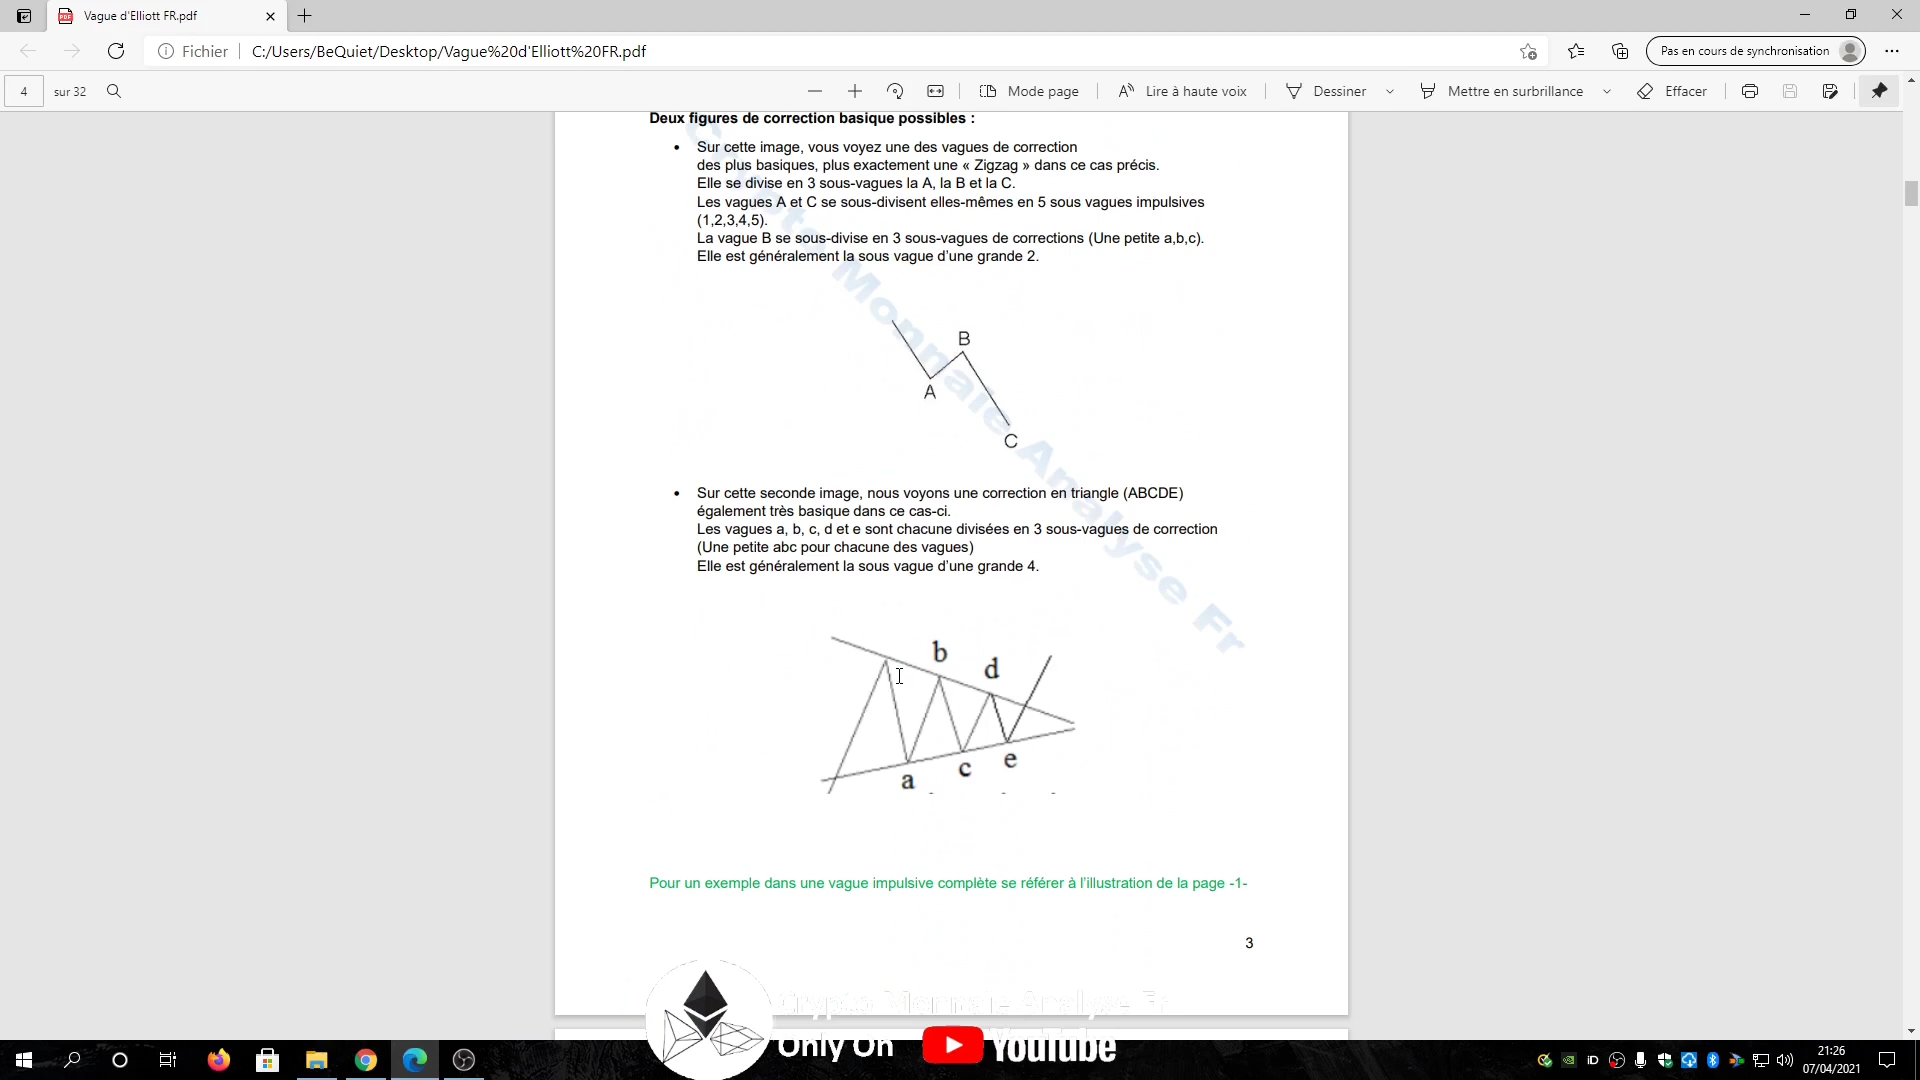 Vague d'Elliott FR.pdf
Fichier
C:/Users/BeQuiet/Desktop/Vague%20d'Elliott%20FR.pdf
Pas en cours de synchronisation
4 sur 32
Mode page
Lire à haute voix
Dessiner
Mettre en surbrillance
Effacer
Deux figures de correction basique possibles :
• Sur cette image, vous voyez une des vagues de correction
des plus basiques, plus exactement une « Zigzag » dans ce cas précis.
Elle se divise en 3 sous-vagues la A, la B et la C.
Les vagues A et C se sous-divisent elles-mêmes en 5 sous vagues impulsives
(1,2,3,4,5).
La vague B se sous-divise en 3 sous-vagues de corrections (Une petite a,b,c).
Elle est généralement la sous vague d'une grande 2.
B
A
C
Crypto Monnaie Analyse Fr
• Sur cette seconde image, nous voyons une correction en triangle (ABCDE)
également très basique dans ce cas-ci.
Les vagues a, b, c, d et e sont chacune divisées en 3 sous-vagues de correction
(Une petite abc pour chacune des vagues)
Elle est généralement la sous vague d'une grande 4.
b
d
a
c
e
Pour un exemple dans une vague impulsive complète se référer à l'illustration de la page -1-
3
Crypto Monnaie Analyse Fr
Only On YouTube
21:26
07/04/2021